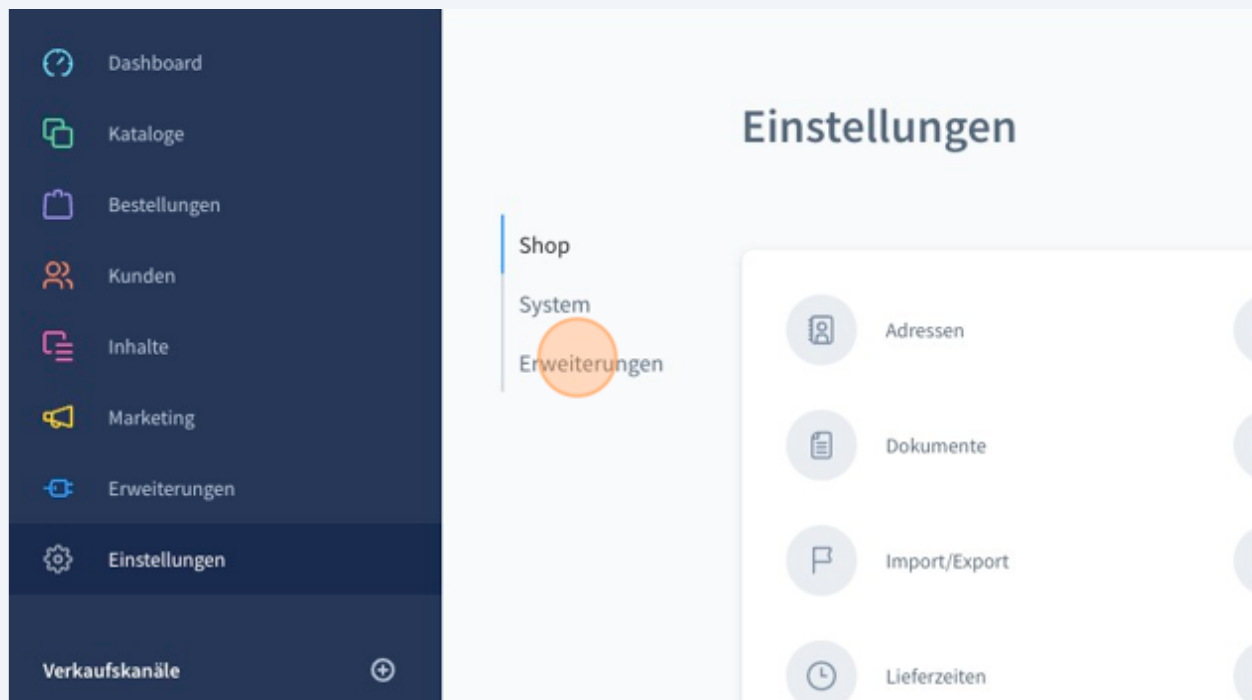 Dashboard
Kataloge
Bestellungen
Kunden
Inhalte
Marketing
Erweiterungen
Einstellungen
Verkaufskanäle
Einstellungen
Shop
System
Erweiterungen
Adressen
Dokumente
Import/Export
Lieferzeiten